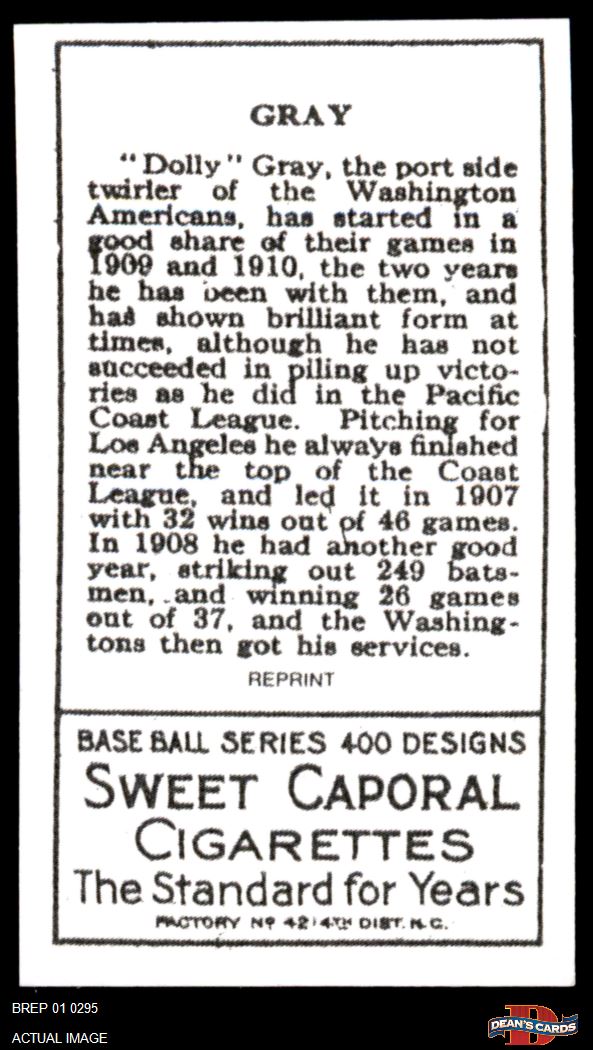 GRAY
"Dolly" Gray, the port side
twirler of the Washington
Americans, has started in a
good share of their games in
1909 and 1910, the two years
he has been with them, and
had shown brilliant form at
times, although he has not
succeeded in piling up victo-
ries as he did in the Pacific
Coast League. Pitching for
Los Angeles he always finished
near the top of the Coast
League, and led it in 1907
with 32 wins out of 46 games.
In 1908 he had another good
year, striking out 249 bats-
men, and winning 26 games
out of 37, and the Washing-
tons then got his services.
REPRINT
BASE BALL SERIES 400 DESIGNS
SWEET CAPORAL
CIGARETTES
The Standard for Years
FACTORY Nº 42 4TH DIST. N.C.
BREP 01 0295
ACTUAL IMAGE
D
DEAN'S CARDS